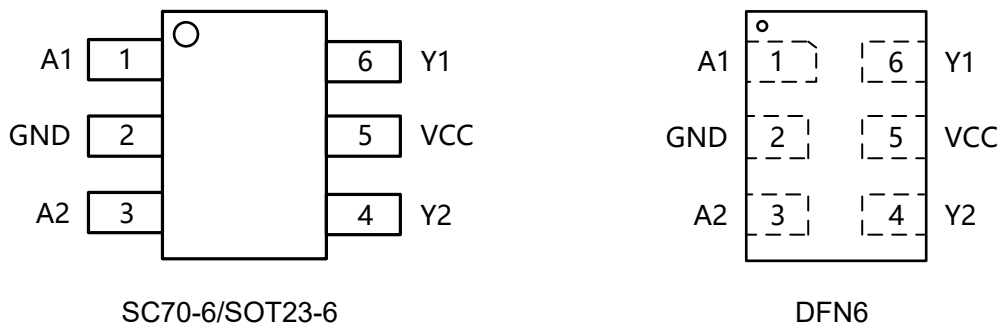 A1 1 6 Y1 A1 1 6 Y1
GND 2 5 VCC GND 2 5 VCC
A2 3 4 Y2 A2 3 4 Y2
SC70-6/SOT23-6 DFN6